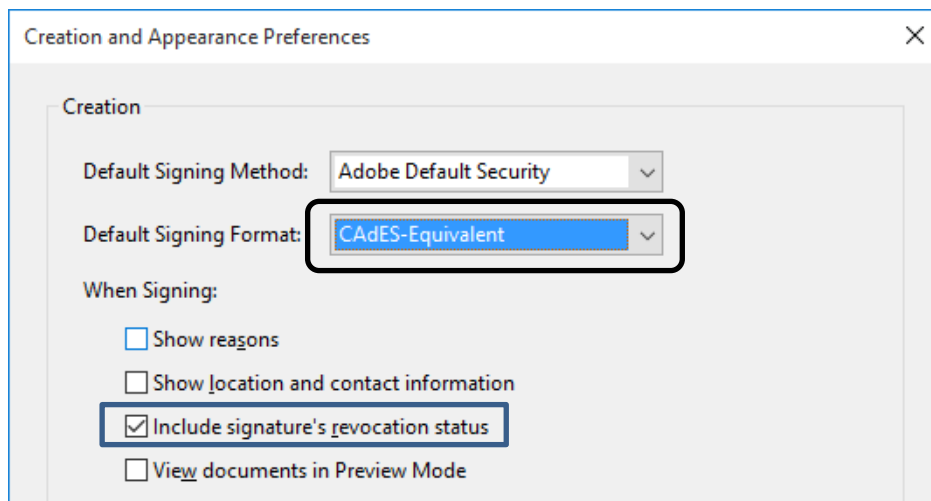 Creation and Appearance Preferences
Creation
Default Signing Method: Adobe Default Security
Default Signing Format: CAdES-Equivalent
When Signing:
Show reasons
Show location and contact information
Include signature's revocation status
View documents in Preview Mode